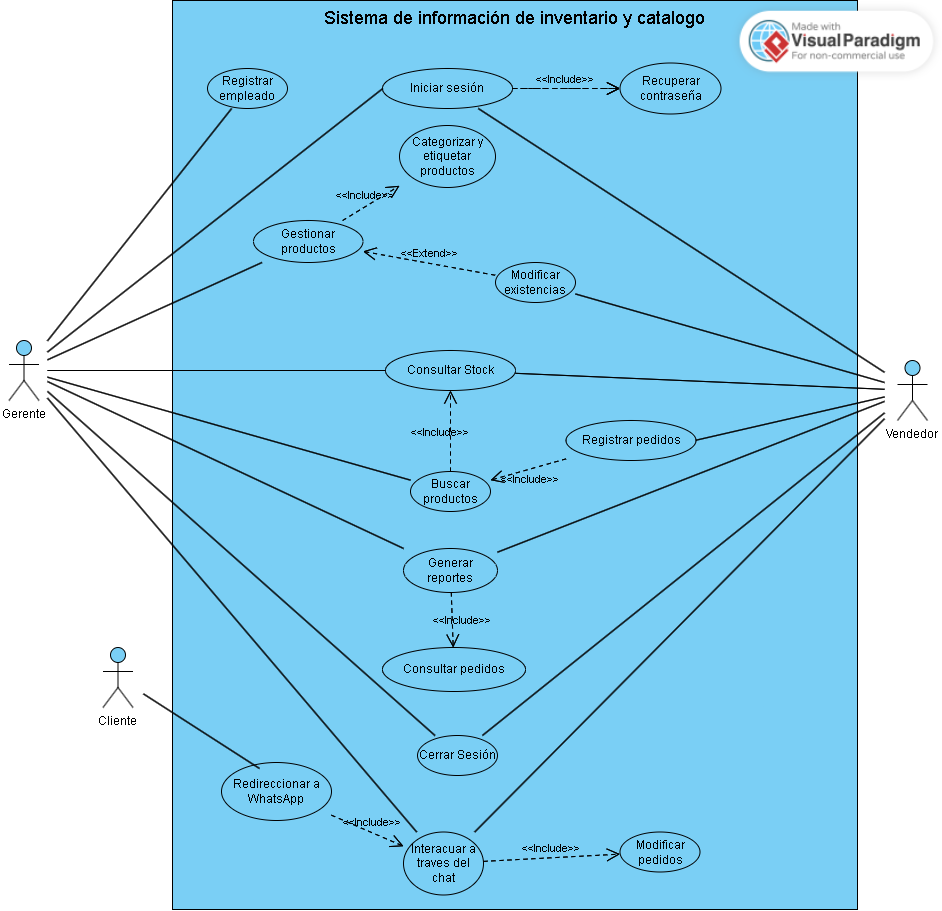 Sistema de información de inventario y catalogo
Made with
Visual Paradigm
For non-commercial use
Registrar
empleado
Iniciar sesión
<<Include>>
Recuperar
contraseña
Categorizar y
etiquetar
productos
<<Include>>
Gestionar
productos
<<Extend>>
Modificar
existencias
Gerente
Consultar Stock
Vendedor
<<Include>>
Registrar pedidos
<<Include>>
Buscar
productos
Generar
reportes
<<Include>>
Consultar pedidos
Cliente
Cerrar Sesión
Redireccionar a
WhatsApp
<<Include>>
Interacuar a
traves del
chat
<<Include>>
Modificar
pedidos